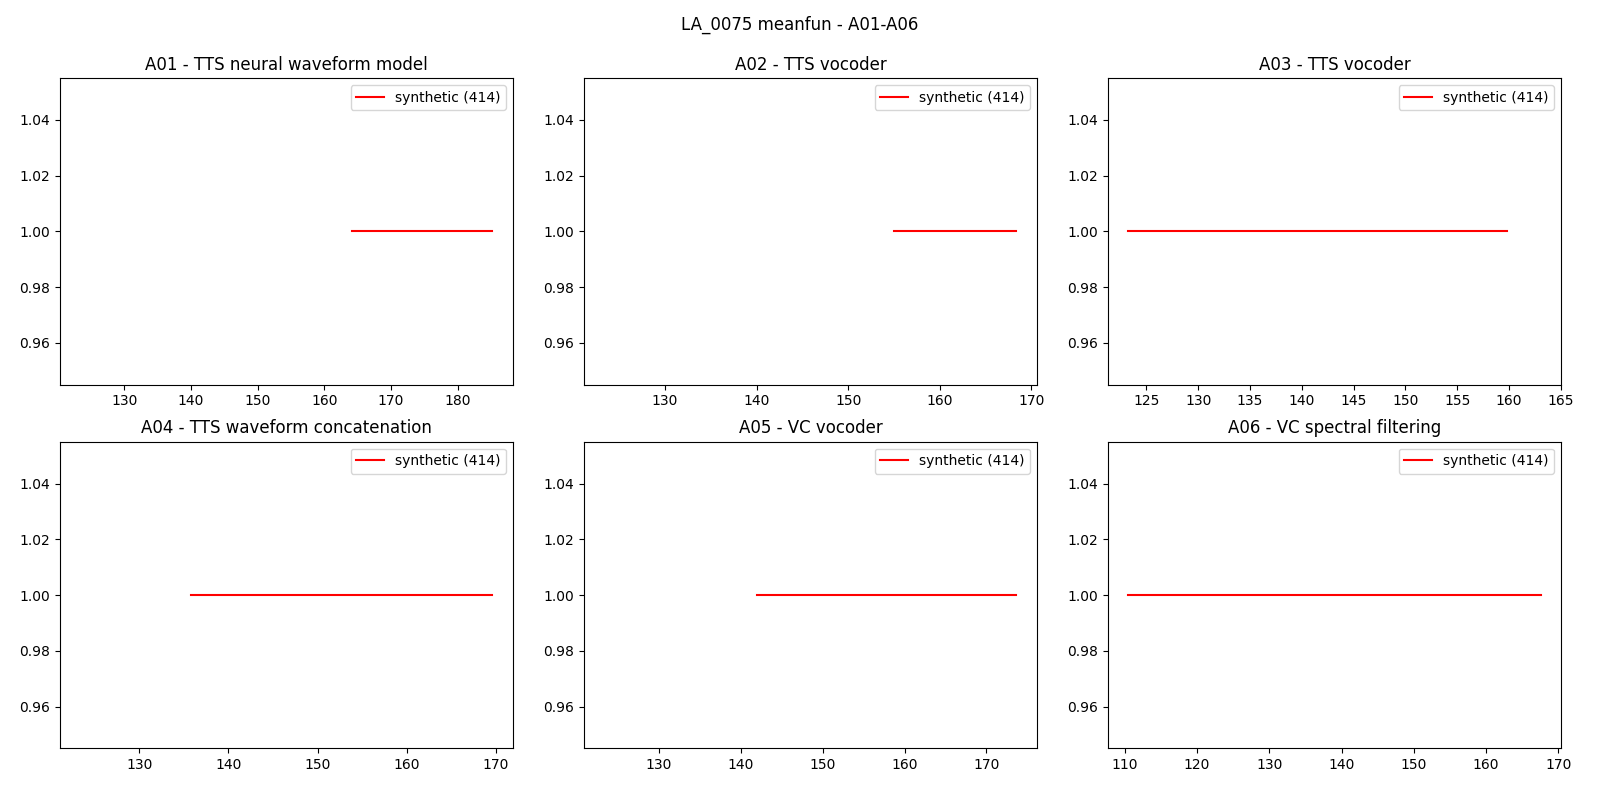 LA_0075 meanfun - A01-A06
A01 - TTS neural waveform model
synthetic (414)
1.04
1.02
1.00
0.98
0.96
130 140 150 160 170 180
A02 - TTS vocoder
synthetic (414)
1.04
1.02
1.00
0.98
0.96
130 140 150 160 170
A03 - TTS vocoder
synthetic (414)
1.04
1.02
1.00
0.98
0.96
125 130 135 140 145 150 155 160 165
A04 - TTS waveform concatenation
synthetic (414)
1.04
1.02
1.00
0.98
0.96
130 140 150 160 170
A05 - VC vocoder
synthetic (414)
1.04
1.02
1.00
0.98
0.96
130 140 150 160 170
A06 - VC spectral filtering
synthetic (414)
1.04
1.02
1.00
0.98
0.96
110 120 130 140 150 160 170